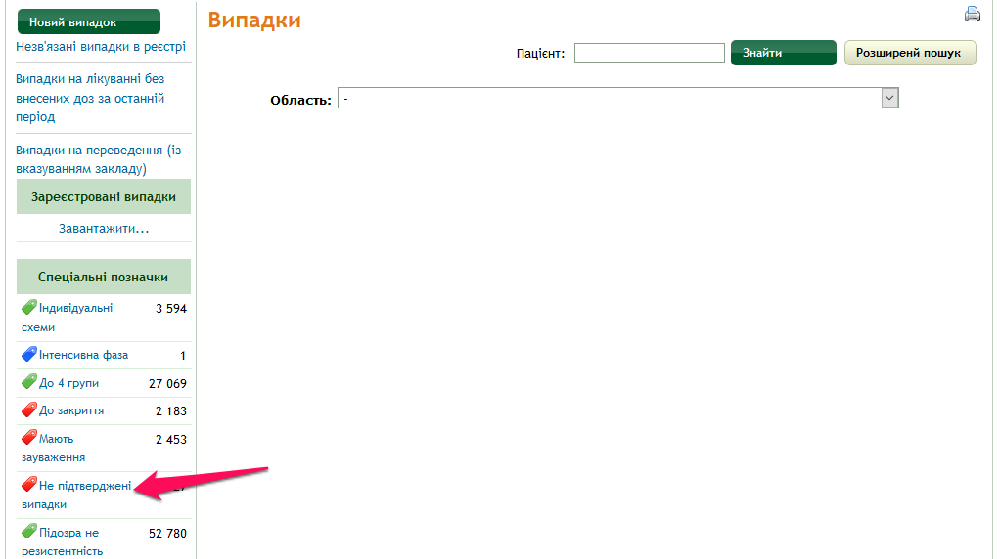 Новий випадок
Незв'язані випадки в реєстрі
Випадки на лікуванні без
внесених доз за останній
період
Випадки на переведення (із
вказуванням закладу)
Зареєстровані випадки
Завантажити...
Спеціальні позначки
Індивідуальні 3 594
схеми
Інтенсивна фаза 1
До 4 групи 27 069
До закриття 2 183
Мають 2 453
зауваження
Не підтверджені
випадки
Підозра не 52 780
резистентність
Випадки
Пацієнт:
Знайти
Розширенй пошук
Область: -